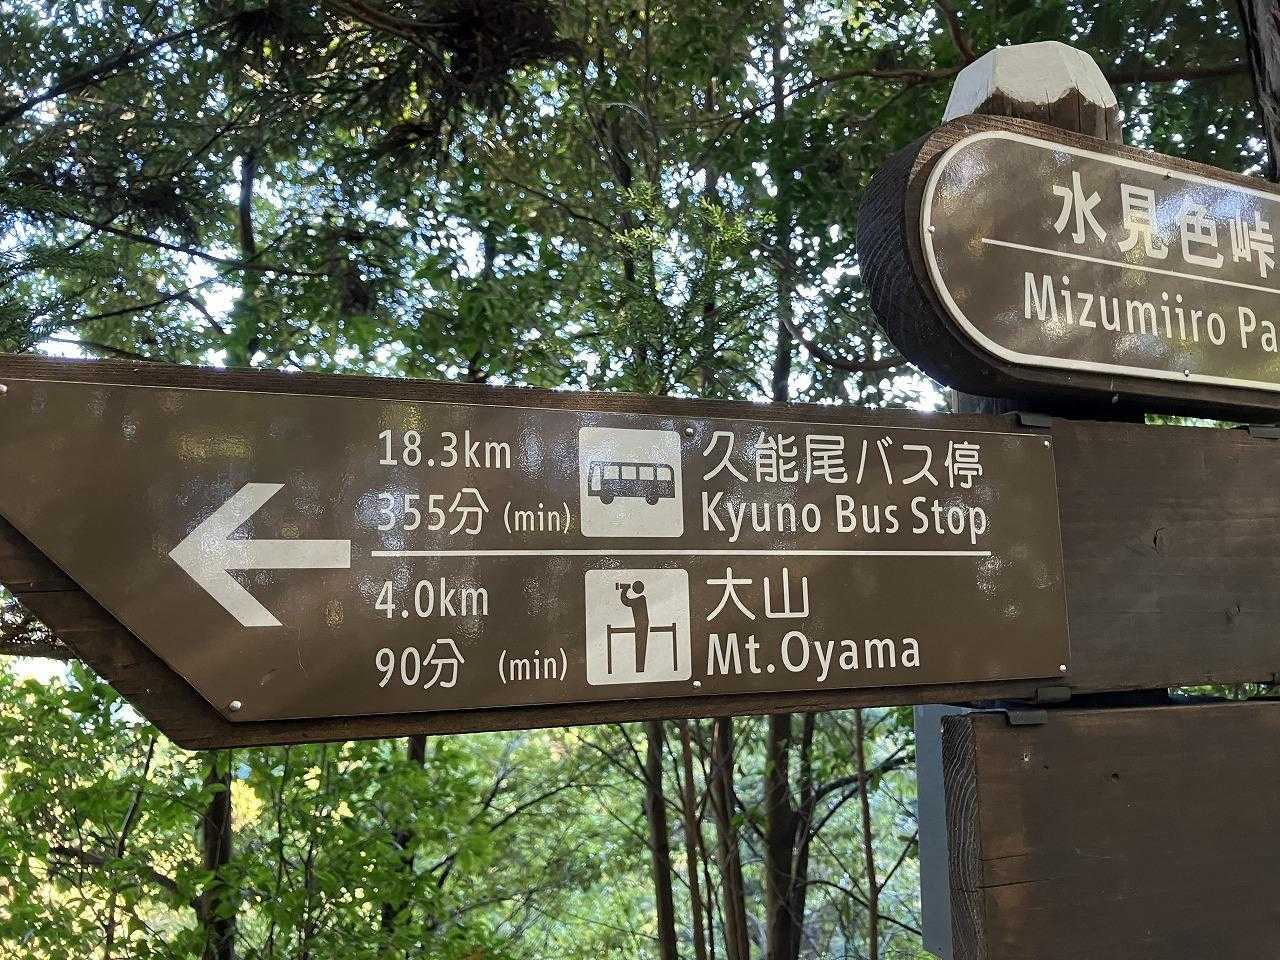 水見色峠
Mizumiiro Pa
18.3km 久能尾バス停
355分 (min) Kyuno Bus Stop
4.0km 大山
90分 (min) Mt.Oyama